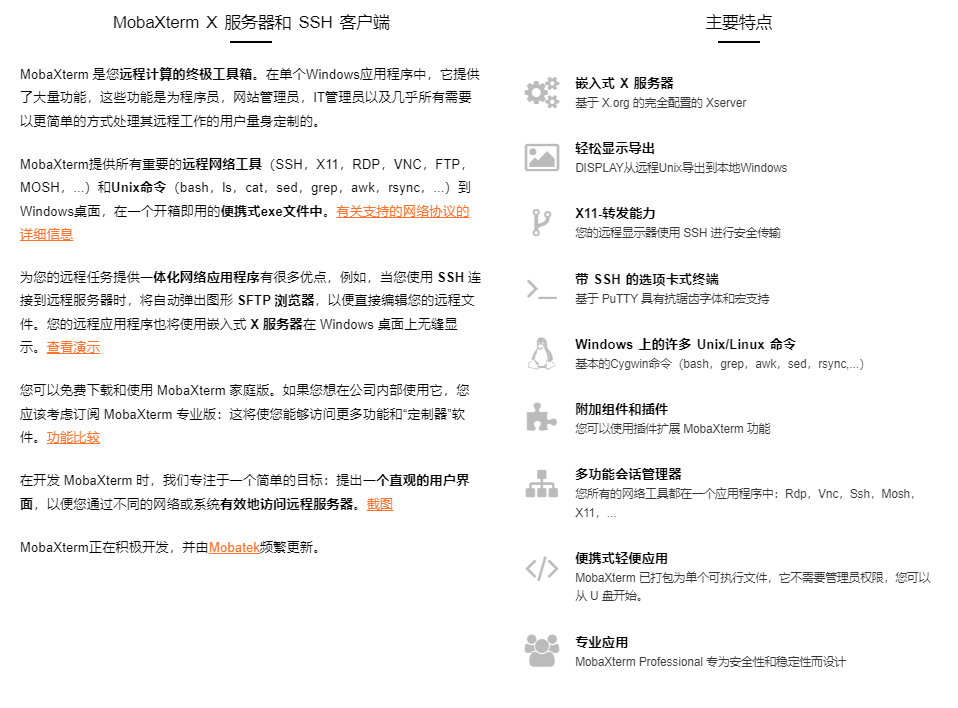 MobaXterm X 服务器和 SSH 客户端
MobaXterm 是您远程计算的终极工具箱。在单个Windows应用程序中，它提供
了大量功能，这些功能是为程序员，网站管理员，IT管理员以及几乎所有需要
以更简单的方式处理其远程工作的用户量身定制的。
MobaXterm提供所有重要的远程网络工具（SSH，X11，RDP，VNC，FTP，
MOSH，...）和Unix命令（bash，ls，cat，sed，grep，awk，rsync，...）到
Windows桌面，在一个开箱即用的便携式exe文件中。有关支持的网络协议的
详细信息
为您的远程任务提供一体化网络应用程序有很多优点，例如，当您使用 SSH 连
接到远程服务器时，将自动弹出图形 SFTP 浏览器，以便直接编辑您的远程文
件。您的远程应用程序也将使用嵌入式 X 服务器在 Windows 桌面上无缝显
示。查看演示
您可以免费下载和使用 MobaXterm 家庭版。如果您想在公司内部使用它，您
应该考虑订阅 MobaXterm 专业版：这将使您能够访问更多功能和“定制器”软
件。功能比较
在开发 MobaXterm 时，我们专注于一个简单的目标：提出一个直观的用户界
面，以便您通过不同的网络或系统有效地访问远程服务器。截图
MobaXterm正在积极开发，并由Mobatek频繁更新。
主要特点
嵌入式 X 服务器
基于 X.org 的完全配置的 Xserver
轻松显示导出
DISPLAY从远程Unix导出到本地Windows
X11-转发能力
您的远程显示器使用 SSH 进行安全传输
带 SSH 的选项卡式终端
基于 PuTTY 具有抗锯齿字体和宏支持
Windows 上的许多 Unix/Linux 命令
基本的Cygwin命令（bash，grep，awk，sed，rsync,...）
附加组件和插件
您可以使用插件扩展 MobaXterm 功能
多功能会话管理器
您所有的网络工具都在一个应用程序中：Rdp，Vnc，Ssh，Mosh，
X11，...
便携式轻便应用
MobaXterm 已打包为单个可执行文件，它不需要管理员权限，您可以
从 U 盘开始。
专业应用
MobaXterm Professional 专为安全性和稳定性而设计